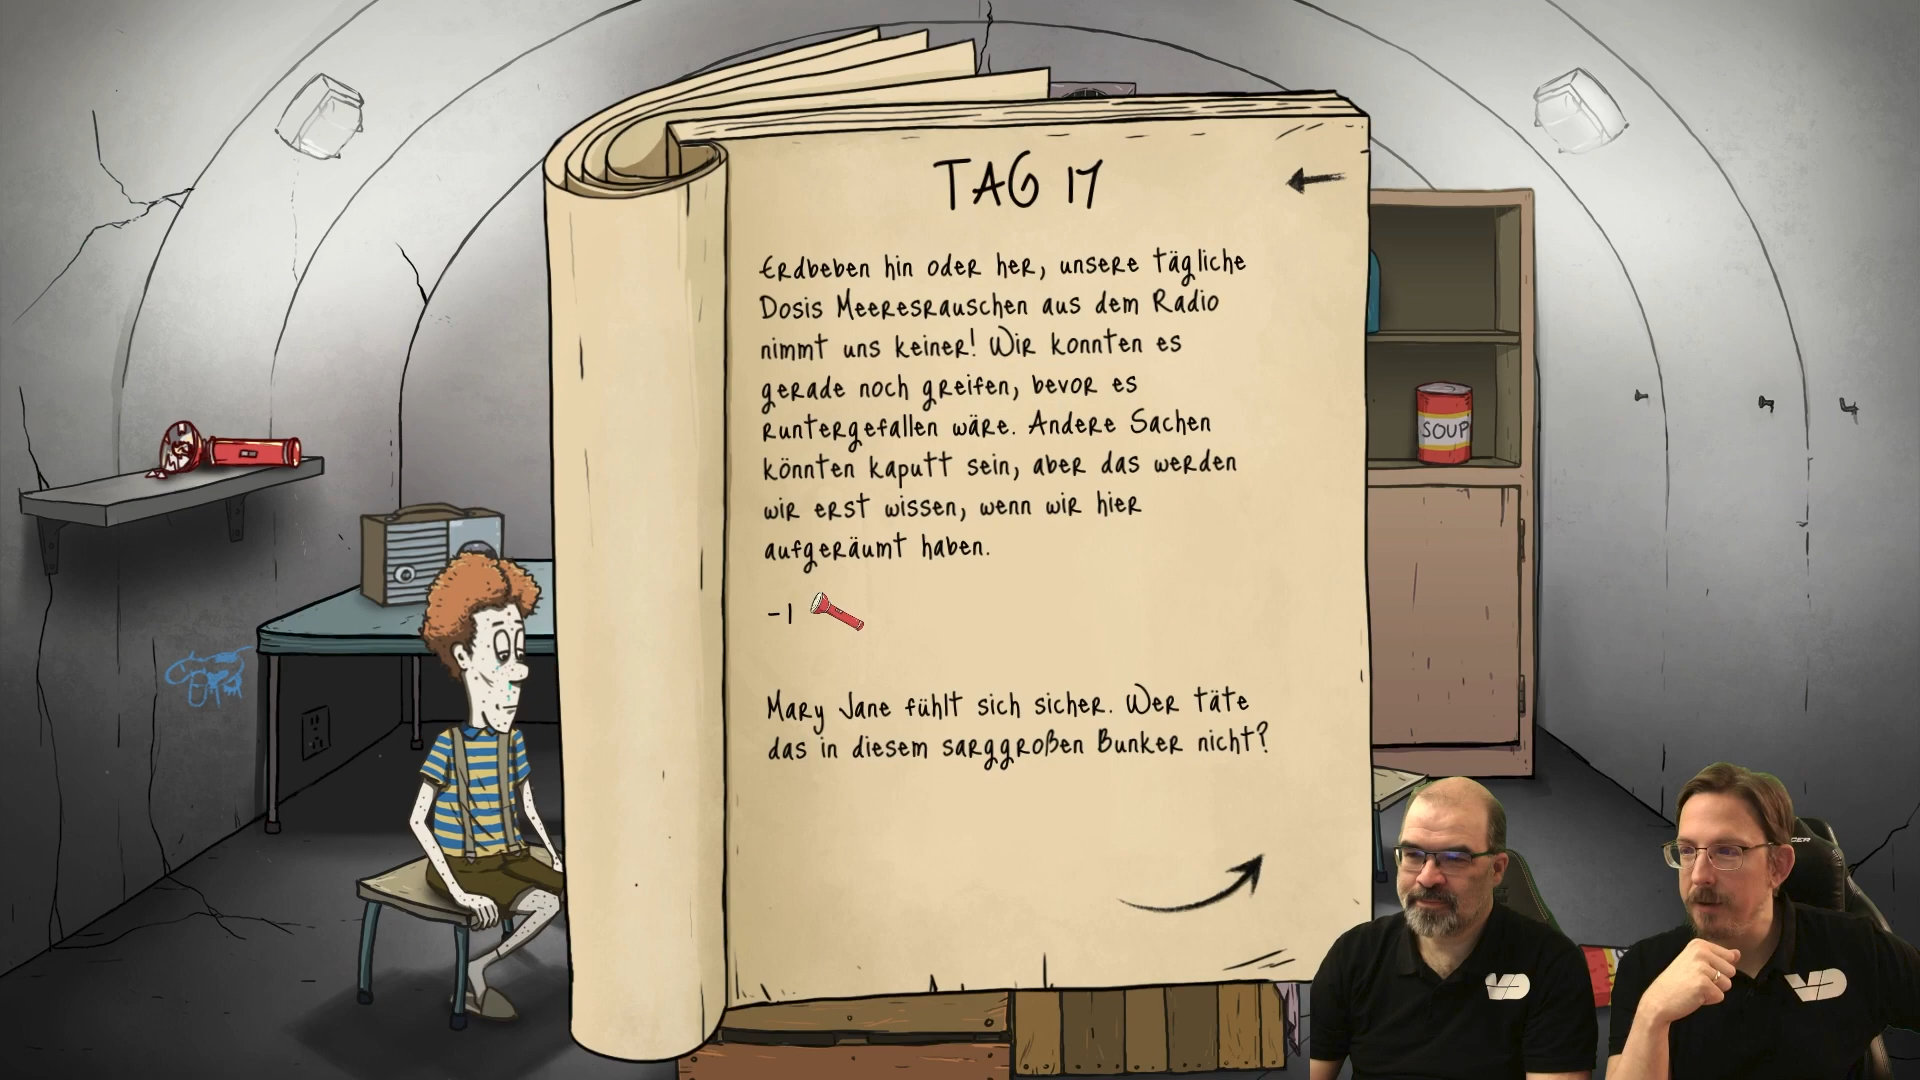 TAG 17
Erdbeben hin oder her, unsere tägliche
Dosis Meeresrauschen aus dem Radio
nimmt uns keiner! Wir konnten es
gerade noch greifen, bevor es
runtergefallen wäre. Andere Sachen
könnten kaputt sein, aber das werden
wir erst wissen, wenn wir hier
aufgeräumt haben.
-1
Mary Jane fühlt sich sicher. Wer täte
das in diesem sarggroßen Bunker nicht?
SOUP
VD
VD